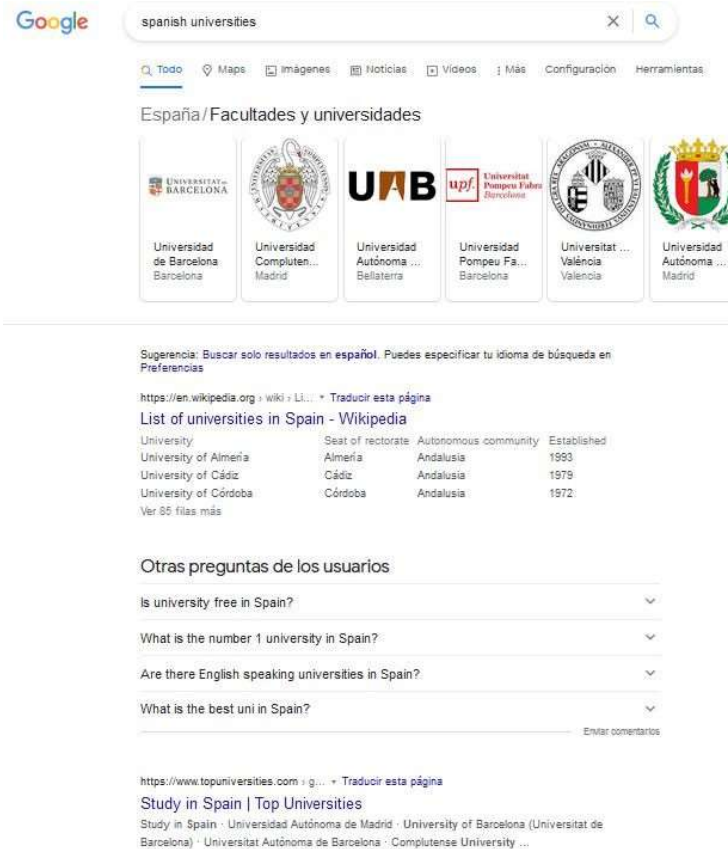 Google
spanish universities
Todo Maps Imágenes Noticias Vídeos Más Configuración Herramientas
España/Facultades y universidades
UNIVERSITAT DE BARCELONA
UAB
upf. Universitat Pompeu Fabra Barcelona
Universidad de Barcelona
Barcelona
Universidad Compluten...
Madrid
Universidad Autónoma ...
Bellaterra
Universidad Pompeu Fa...
Barcelona
Universitat ... València
Valencia
Universidad Autónoma ...
Madrid
Sugerencia: Buscar solo resultados en español. Puedes especificar tu idioma de búsqueda en
Preferencias
https://en.wikipedia.org › wiki › Li... Traducir esta página
List of universities in Spain - Wikipedia
University Seat of rectorate Autonomous community Established
University of Almería Almería Andalusia 1993
University of Cádiz Cádiz Andalusia 1979
University of Córdoba Córdoba Andalusia 1972
Ver 85 filas más
Otras preguntas de los usuarios
Is university free in Spain?
What is the number 1 university in Spain?
Are there English speaking universities in Spain?
What is the best uni in Spain?
Enviar comentarios
https://www.topuniversities.com › g... Traducir esta página
Study in Spain | Top Universities
Study in Spain · Universidad Autónoma de Madrid · University of Barcelona (Universitat de
Barcelona) · Universitat Autónoma de Barcelona · Complutense University ...